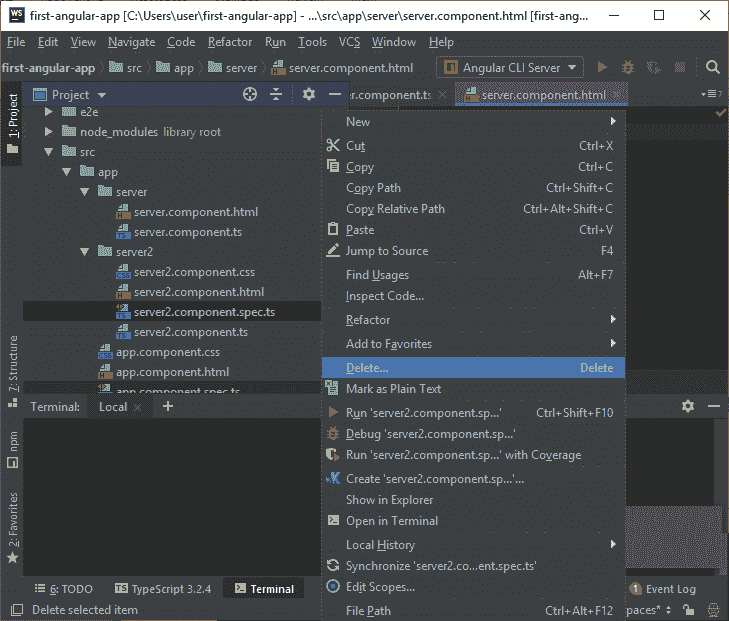 WS first-angular-app [C:\Users\user\first-angular-app] - ...\src\app\server\server.component.html [first-ang...
File Edit View Navigate Code Refactor Run Tools VCS Window Help
first-angular-app src app server server.component.html Angular CLI Server
1: Project
Project
er.component.ts
server.component.html
e2e
node_modules library root
src
app
server
server.component.html
server.component.ts
server2
server2.component.css
server2.component.html
server2.component.spec.ts
server2.component.ts
app.component.css
app.component.html
app.component.spec.ts
New
Cut Ctrl+X
Copy Ctrl+C
Copy Path Ctrl+Shift+C
Copy Relative Path Ctrl+Alt+Shift+C
Paste Ctrl+V
Jump to Source F4
Find Usages Alt+F7
Inspect Code...
Refactor
Add to Favorites
Delete... Delete
Mark as Plain Text
Run 'server2.component.sp...' Ctrl+Shift+F10
Debug 'server2.component.sp...'
Run 'server2.component.sp...' with Coverage
Create 'server2.component.sp...'...
Show in Explorer
Open in Terminal
Local History
Synchronize 'server2.co...ent.spec.ts'
Edit Scopes...
File Path Ctrl+Alt+F12
7: Structure
npm
2: Favorites
Terminal: Local +
6: TODO TypeScript 3.2.4 Terminal
1 Event Log
Delete selected item
paces*